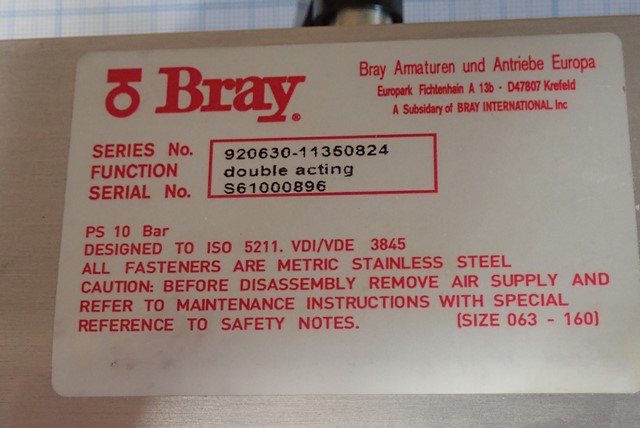 Bray®
Bray Armaturen und Antriebe Europa
Europark Fichtenhain A 13b · D47807 Krefeld
A Subsidary of BRAY INTERNATIONAL. Inc
SERIES No. 920630-11350824
FUNCTION double acting
SERIAL No. S61000896
PS 10 Bar
DESIGNED TO ISO 5211. VDI/VDE 3845
ALL FASTENERS ARE METRIC STAINLESS STEEL
CAUTION: BEFORE DISASSEMBLY REMOVE AIR SUPPLY AND
REFER TO MAINTENANCE INSTRUCTIONS WITH SPECIAL
REFERENCE TO SAFETY NOTES. (SIZE 063 - 160)